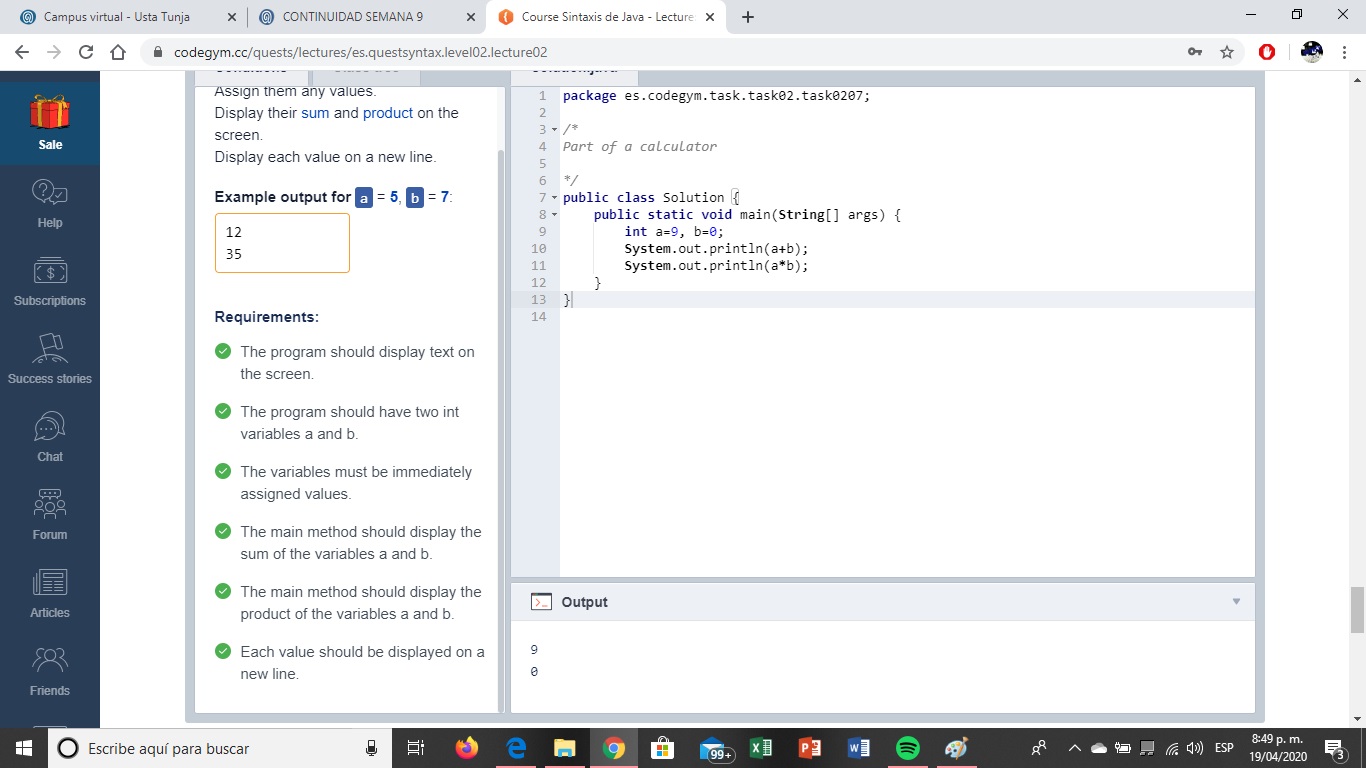 Campus virtual - Usta Tunja
CONTINUIDAD SEMANA 9
Course Sintaxis de Java - Lecture
codegym.cc/quests/lectures/es.questsyntax.level02.lecture02
Sale
Help
Subscriptions
Success stories
Chat
Forum
Articles
Friends
Assign them any values.
Display their sum and product on the
screen.
Display each value on a new line.
Example output for a = 5, b = 7:
12
35
Requirements:
The program should display text on
the screen.
The program should have two int
variables a and b.
The variables must be immediately
assigned values.
The main method should display the
sum of the variables a and b.
The main method should display the
product of the variables a and b.
Each value should be displayed on a
new line.
1 package es.codegym.task.task02.task0207;
2
3 /*
4 Part of a calculator
5
6 */
7 public class Solution {
8 public static void main(String[] args) {
9 int a=9, b=0;
10 System.out.println(a+b);
11 System.out.println(a*b);
12 }
13 }
14
Output
9
0
Escribe aquí para buscar
99+
ESP
8:49 p. m.
19/04/2020
3